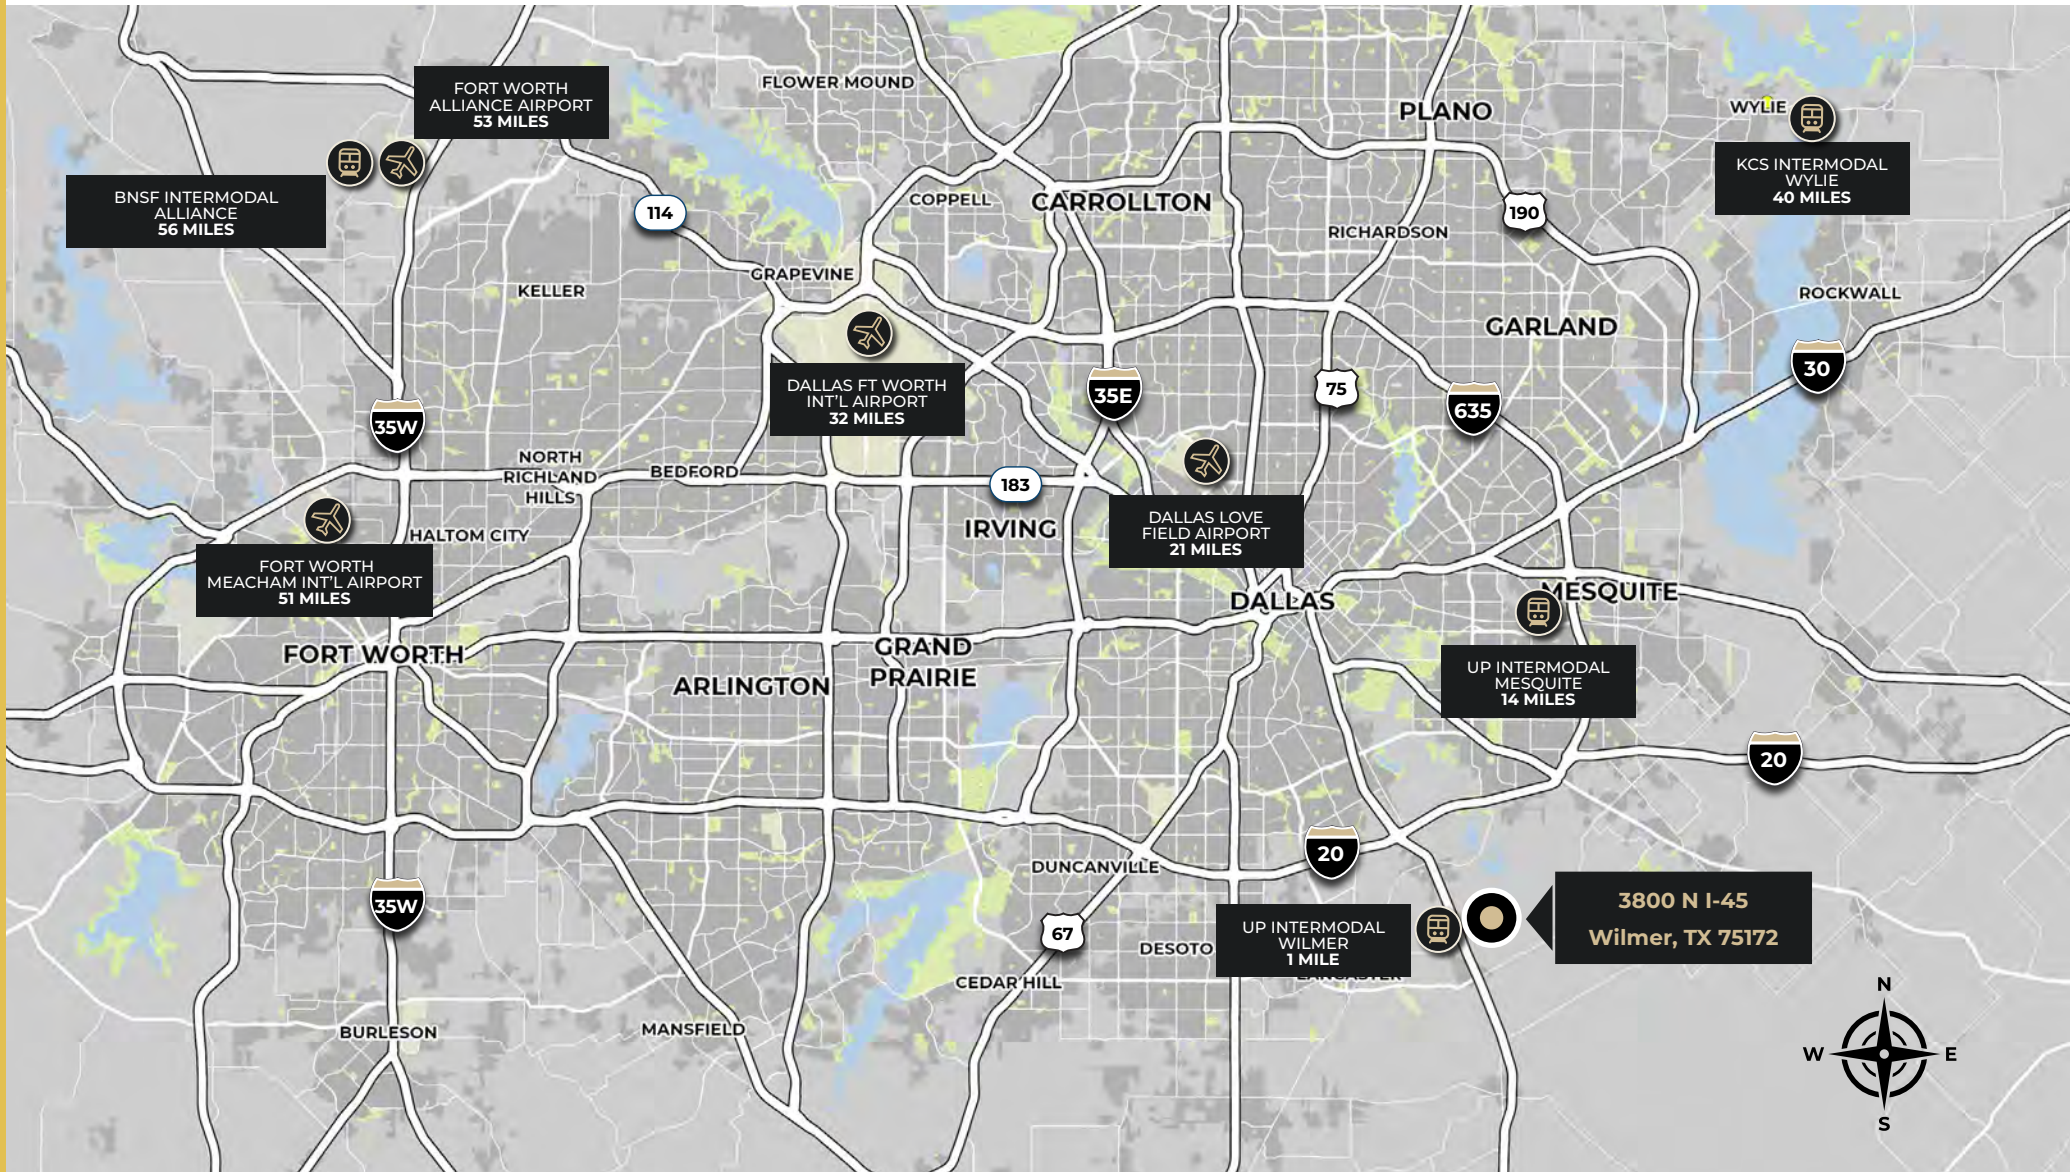 FLOWER MOUND
FORT WORTH
ALLIANCE AIRPORT
53 MILES
PLANO
WYLIE
KCS INTERMODAL
WYLIE
40 MILES
BNSF INTERMODAL
ALLIANCE
56 MILES
114
COPPELL
CARROLLTON
190
RICHARDSON
GRAPEVINE
KELLER
ROCKWALL
GARLAND
DALLAS FT WORTH
INT'L AIRPORT
32 MILES
35E
75
635
30
35W
NORTH
RICHLAND
HILLS
BEDFORD
183
IRVING
DALLAS LOVE
FIELD AIRPORT
21 MILES
HALTOM CITY
FORT WORTH
MEACHAM INT'L AIRPORT
51 MILES
DALLAS
MESQUITE
FORT WORTH
GRAND
PRAIRIE
ARLINGTON
UP INTERMODAL
MESQUITE
14 MILES
20
20
DUNCANVILLE
35W
67
DESOTO
UP INTERMODAL
WILMER
1 MILE
LANCASTER
3800 N I-45
Wilmer, TX 75172
CEDAR HILL
BURLESON
MANSFIELD
N
W
E
S